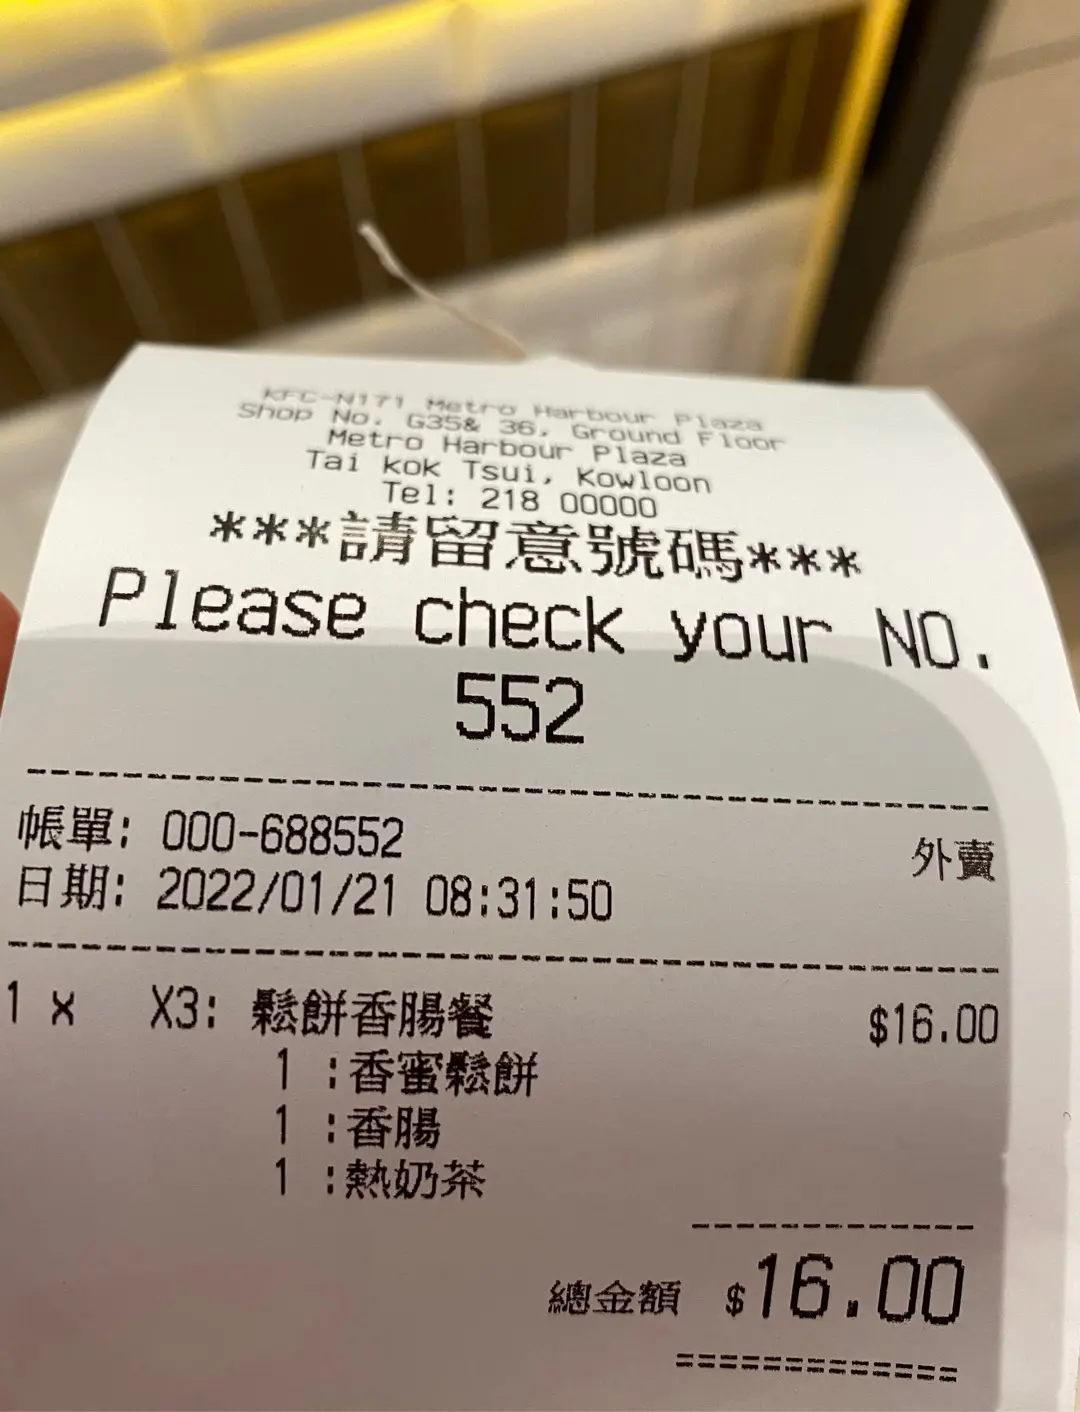 KFC-N171 Metro Harbour Plaza
Shop No. G35& 36, Ground Floor
Metro Harbour Plaza
Tai kok Tsui, Kowloon
Tel: 218 00000
***請留意號碼***
Please check your NO.
552
帳單: 000-688552 外賣
日期: 2022/01/21 08:31:50
1 x X3: 鬆餅香腸餐 $16.00
1 :香蜜鬆餅
1 :香腸
1 :熱奶茶
總金額 $16.00